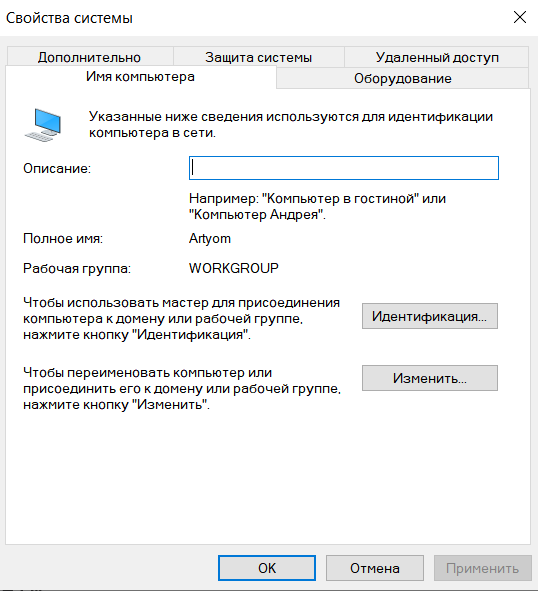 Свойства системы
Дополнительно
Защита системы
Удаленный доступ
Имя компьютера
Оборудование
Указанные ниже сведения используются для идентификации
компьютера в сети.
Описание:
Например: "Компьютер в гостиной" или
"Компьютер Андрея".
Полное имя:
Artyom
Рабочая группа:
WORKGROUP
Чтобы использовать мастер для присоединения
компьютера к домену или рабочей группе,
нажмите кнопку "Идентификация".
Идентификация...
Чтобы переименовать компьютер или
присоединить его к домену или рабочей группе,
нажмите кнопку "Изменить".
Изменить...
ОК
Отмена
Применить